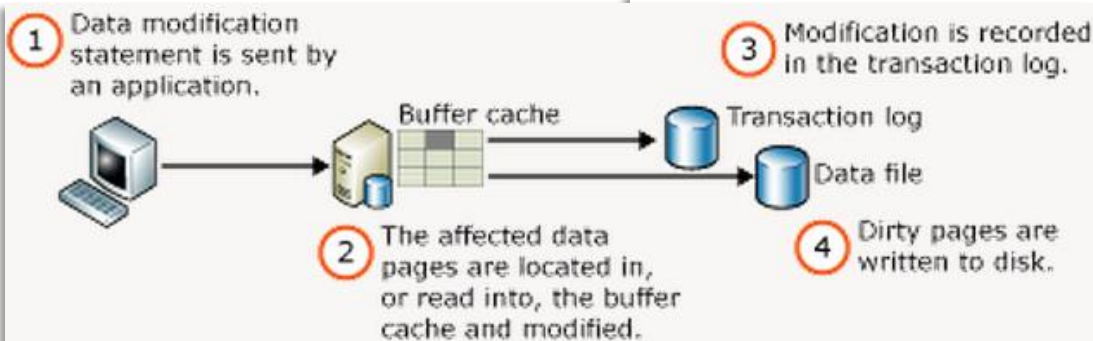 1
Data modification
statement is sent by
an application.
3
Modification is recorded
in the transaction log.
Buffer cache
Transaction log
Data file
2
The affected data
pages are located in,
or read into, the buffer
cache and modified.
4
Dirty pages are
written to disk.